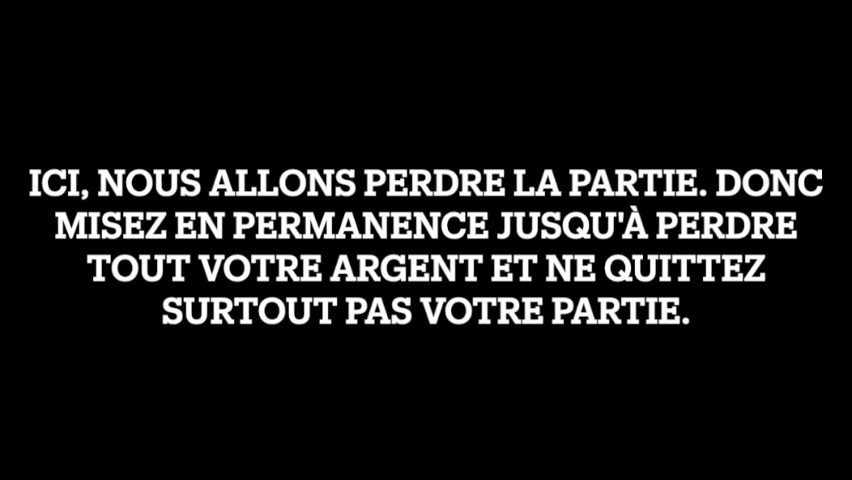 ICI, NOUS ALLONS PERDRE LA PARTIE. DONC
MISEZ EN PERMANENCE JUSQU'À PERDRE
TOUT VOTRE ARGENT ET NE QUITTEZ
SURTOUT PAS VOTRE PARTIE.